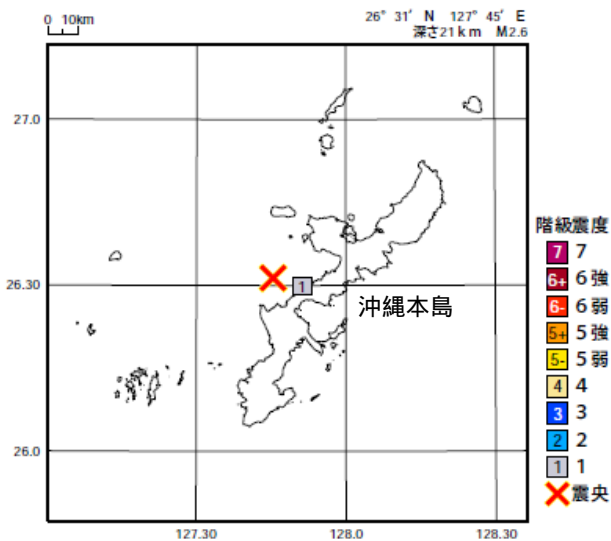 0 10km
26° 31′ N 127° 45′ E
深さ21km M2.6
27.0
26.30
26.0
127.30 128.0 128.30
1
沖縄本島
階級震度
7 7
6+ 6強
6- 6弱
5+ 5強
5- 5弱
4 4
3 3
2 2
1 1
震央